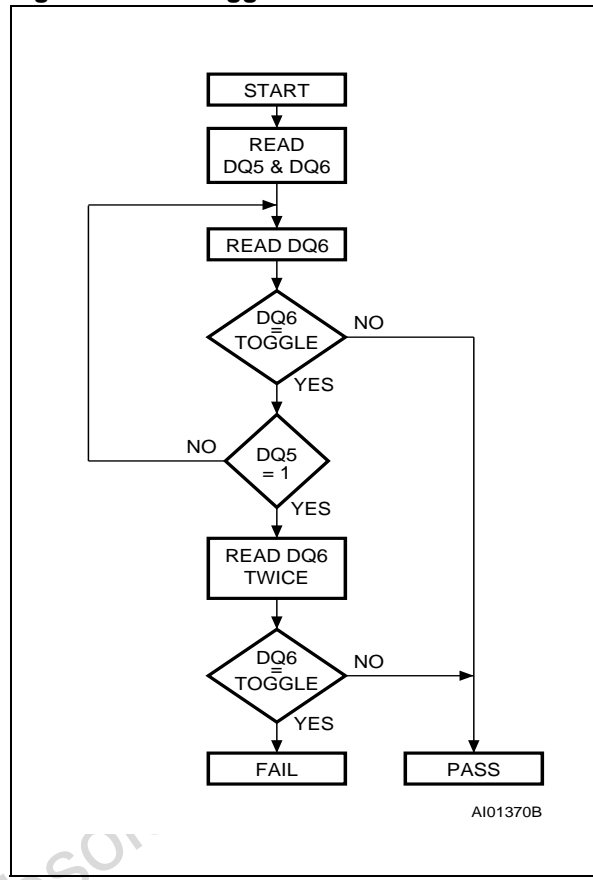 START
READ
DQ5 & DQ6
READ DQ6
DQ6
=
TOGGLE
NO
YES
NO
DQ5
= 1
YES
READ DQ6
TWICE
DQ6
=
TOGGLE
NO
YES
FAIL
PASS
AI01370B